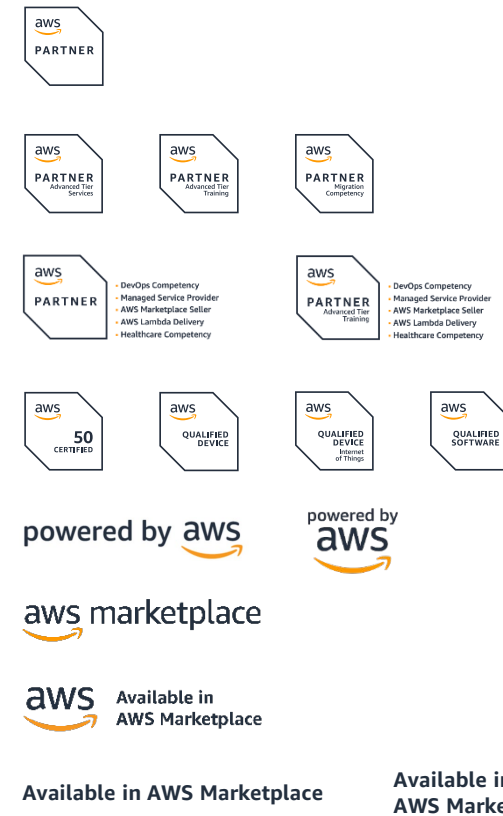 aws
PARTNER
aws
PARTNER
Advanced Tier
Services
aws
PARTNER
Advanced Tier
Training
aws
PARTNER
Migration
Competency
aws
PARTNER
• DevOps Competency
• Managed Service Provider
• AWS Marketplace Seller
• AWS Lambda Delivery
• Healthcare Competency
aws
PARTNER
Advanced Tier
Training
• DevOps Competency
• Managed Service Provider
• AWS Marketplace Seller
• AWS Lambda Delivery
• Healthcare Competency
aws
50
CERTIFIED
aws
QUALIFIED
DEVICE
aws
QUALIFIED
DEVICE
Internet
of Things
aws
QUALIFIED
SOFTWARE
powered by aws
powered by
aws
aws marketplace
aws
Available in
AWS Marketplace
Available in AWS Marketplace
Available
AWS